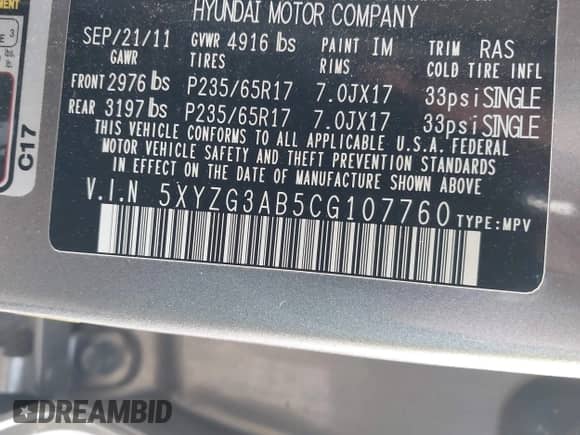 HYUNDAI MOTOR COMPANY
SEP/21/11 GVWR 4916 lbs PAINT IM TRIM RAS
GAWR TIRES RIMS COLD TIRE INFL
FRONT 2976 lbs P235/65R17 7.0JX17 33psi SINGLE
REAR 3197 lbs P235/65R17 7.0JX17 33psi SINGLE
THIS VEHICLE CONFORMS TO ALL APPLICABLE U.S.A. FEDERAL
MOTOR VEHICLE SAFETY AND THEFT PREVENTION STANDARDS
IN EFFECT ON THE DATE OF MANUFACTURE SHOWN ABOVE.
V.I.N 5XYZG3AB5CG107760 TYPE:MPV
C17
3
DREAMBID